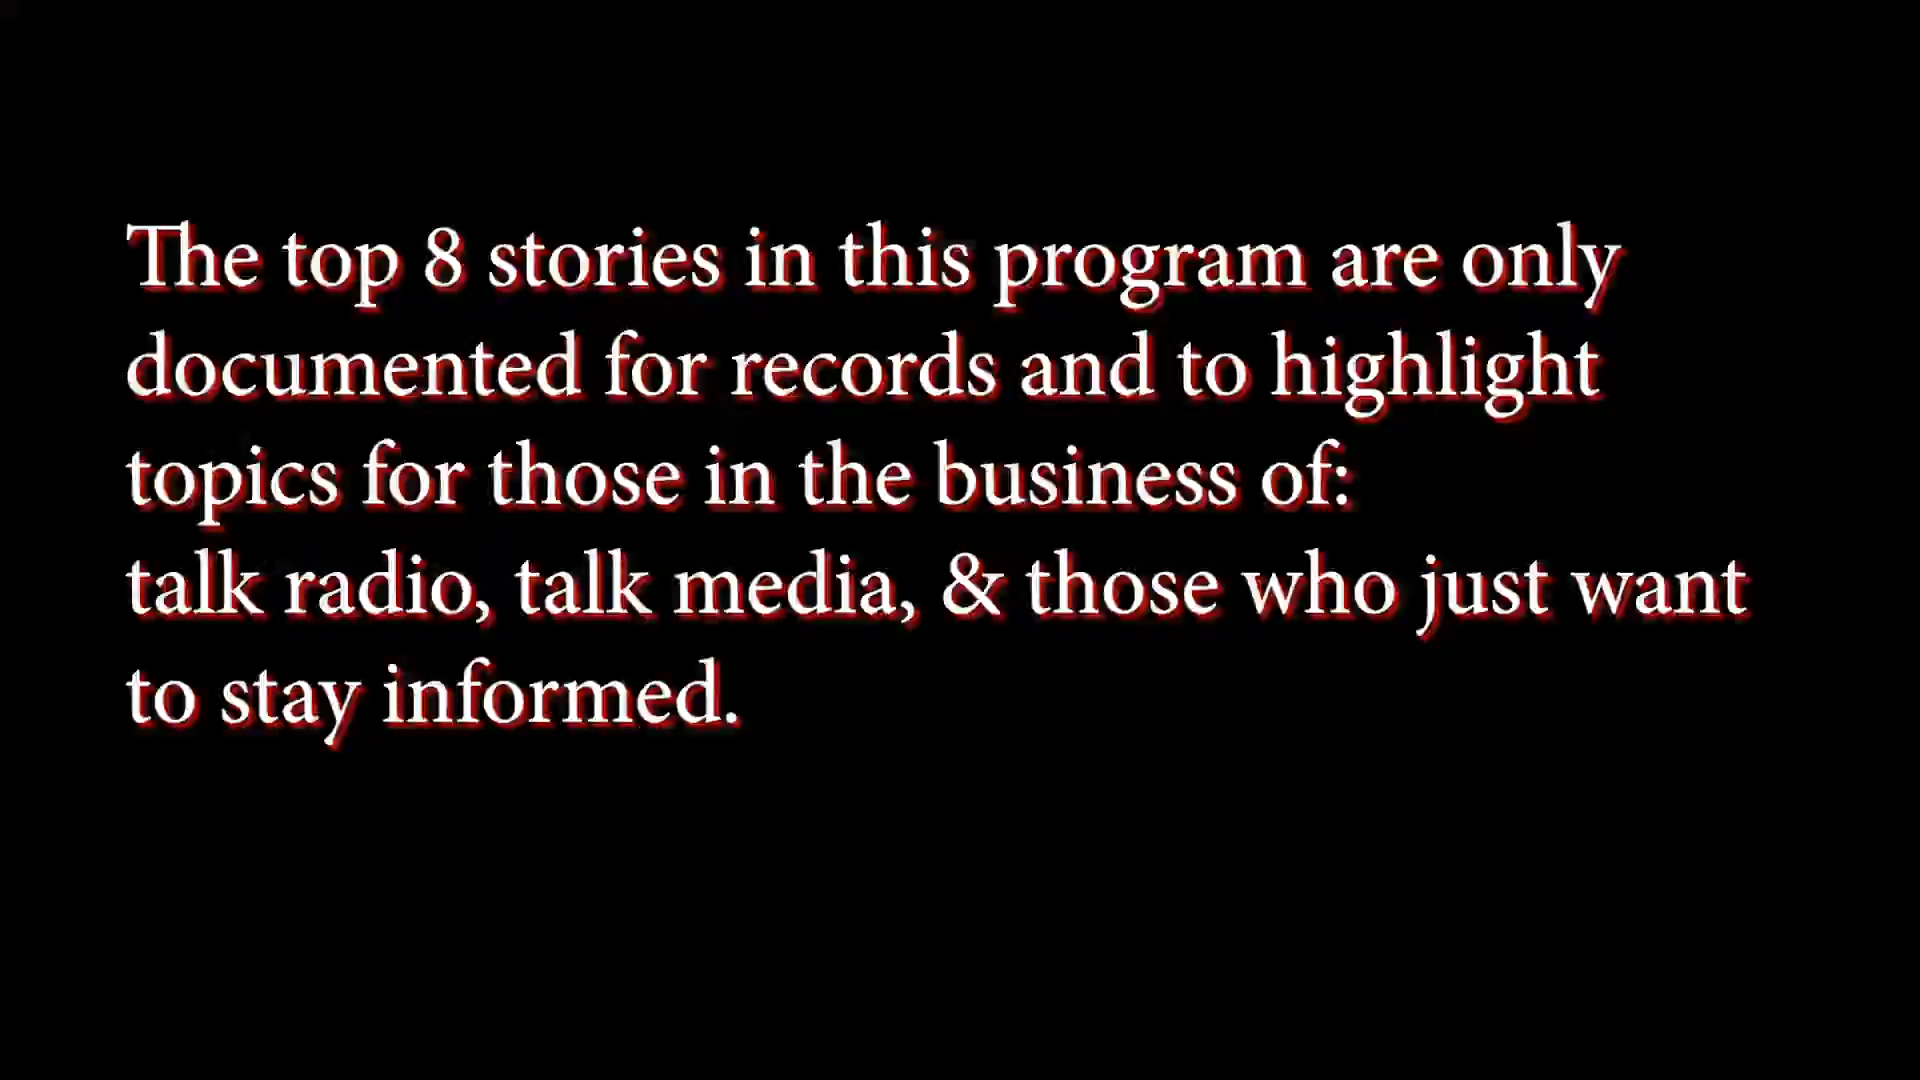 The top 8 stories in this program are only
documented for records and to highlight
topics for those in the business of:
talk radio, talk media, & those who just want
to stay informed.